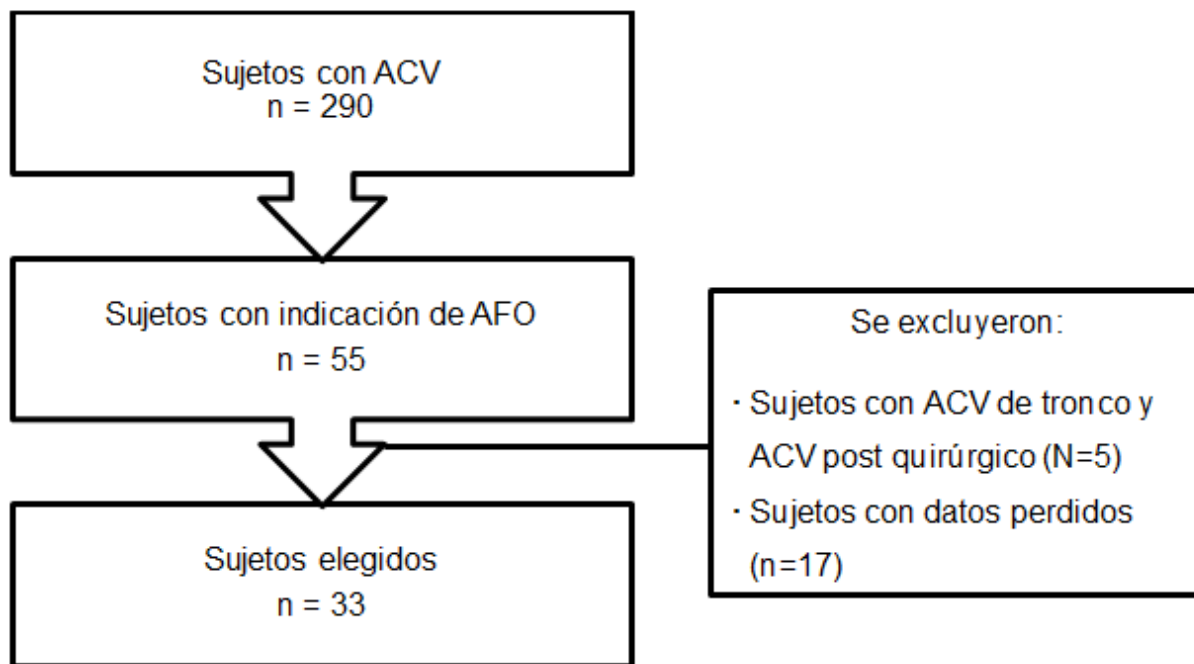 Sujetos con ACV
n = 290
Sujetos con indicación de AFO
n = 55
Se excluyeron:
· Sujetos con ACV de tronco y
ACV post quirúrgico (N=5)
· Sujetos con datos perdidos
(n=17)
Sujetos elegidos
n = 33